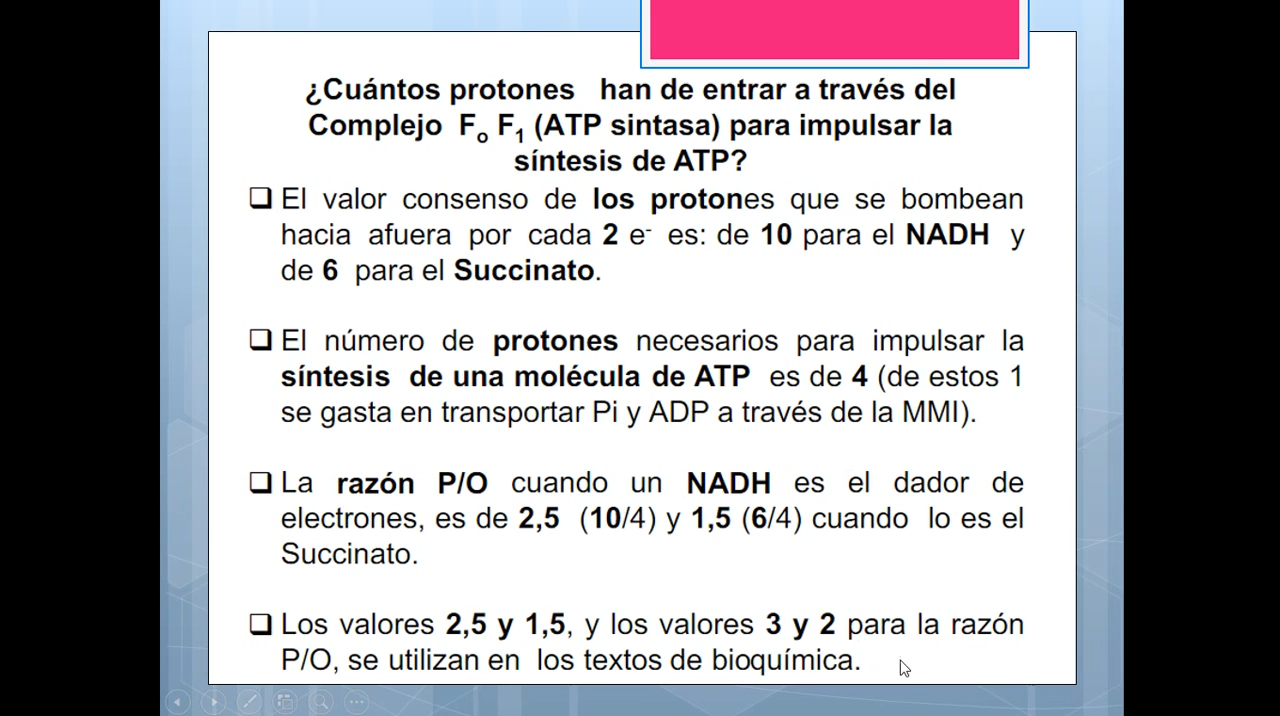 ¿Cuántos protones han de entrar a través del
Complejo Fo F1 (ATP sintasa) para impulsar la
síntesis de ATP?
❑ El valor consenso de los protones que se bombean
hacia afuera por cada 2 e- es: de 10 para el NADH y
de 6 para el Succinato.
❑ El número de protones necesarios para impulsar la
síntesis de una molécula de ATP es de 4 (de estos 1
se gasta en transportar Pi y ADP a través de la MMI).
❑ La razón P/O cuando un NADH es el dador de
electrones, es de 2,5 (10/4) y 1,5 (6/4) cuando lo es el
Succinato.
❑ Los valores 2,5 y 1,5, y los valores 3 y 2 para la razón
P/O, se utilizan en los textos de bioquímica.